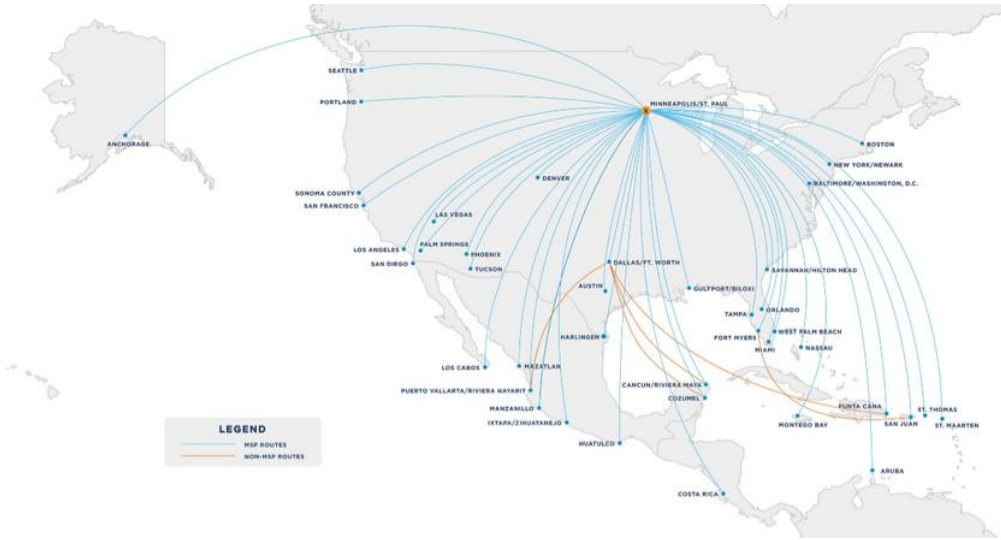 MINNEAPOLIS/ST. PAUL
SEATTLE
PORTLAND
ANCHORAGE
BOSTON
NEW YORK/NEWARK
BALTIMORE/WASHINGTON, D.C.
DENVER
SONOMA COUNTY
SAN FRANCISCO
LAS VEGAS
LOS ANGELES
PALM SPRINGS
PHOENIX
SAN DIEGO
TUCSON
DALLAS/FT. WORTH
SAVANNAH/HILTON HEAD
AUSTIN
GULFPORT/BILOXI
ORLANDO
TAMPA
FORT MYERS
WEST PALM BEACH
HARLINGEN
MIAMI
NASSAU
LOS CABOS
MAZATLAN
PUERTO VALLARTA/RIVIERA NAYARIT
CANCUN/RIVIERA MAYA
COZUMEL
MANZANILLO
PUNTA CANA
ST. THOMAS
IXTAPA/ZIHUATANEJO
MONTEGO BAY
SAN JUAN
ST. MAARTEN
HUATULCO
ARUBA
COSTA RICA
LEGEND
MSP ROUTES
NON-MSP ROUTES